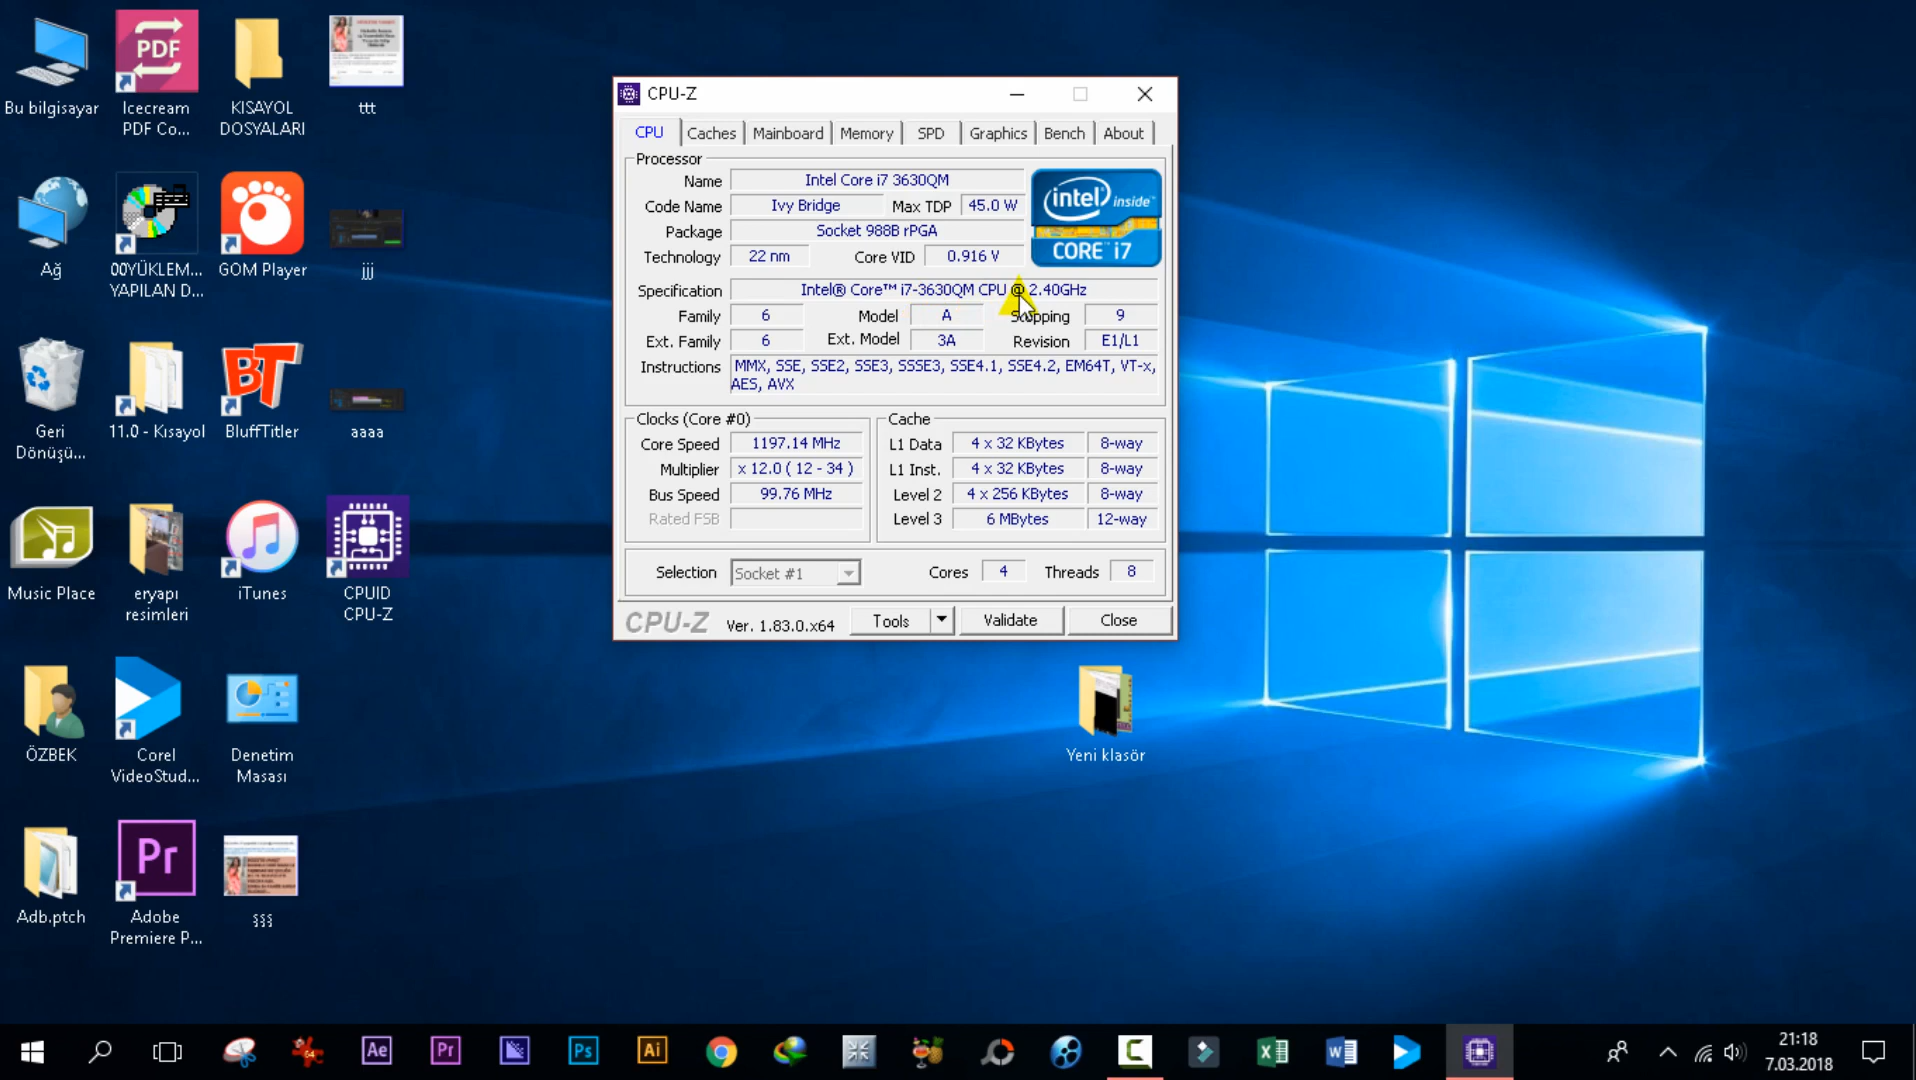 Bu bilgisayar
Icecream
PDF Co...
KISAYOL
DOSYALARI
ttt
Ağ
00YÜKLEM...
YAPILAN D...
GOM Player
jjj
Geri
Dönüşü...
11.0 - Kısayol
BluffTitler
aaaa
Music Place
eryapı
resimleri
iTunes
CPUID
CPU-Z
ÖZBEK
Corel
VideoStud...
Denetim
Masası
Adb.ptch
Adobe
Premiere P...
şşş
PDF
BT
Pr
CPU-Z
CPU Caches Mainboard Memory SPD Graphics Bench About
Processor
Name Intel Core i7 3630QM
Code Name Ivy Bridge Max TDP 45.0 W
Package Socket 988B rPGA
Technology 22 nm Core VID 0.916 V
intel inside™
CORE™ i7
Specification Intel® Core™ i7-3630QM CPU @ 2.40GHz
Family 6 Model A Stepping 9
Ext. Family 6 Ext. Model 3A Revision E1/L1
Instructions MMX, SSE, SSE2, SSE3, SSSE3, SSE4.1, SSE4.2, EM64T, VT-x,
AES, AVX
Clocks (Core #0)
Core Speed 1197.14 MHz
Multiplier x 12.0 ( 12 - 34 )
Bus Speed 99.76 MHz
Rated FSB
Cache
L1 Data 4 x 32 KBytes 8-way
L1 Inst. 4 x 32 KBytes 8-way
Level 2 4 x 256 KBytes 8-way
Level 3 6 MBytes 12-way
Selection Socket #1 Cores 4 Threads 8
CPU-Z Ver. 1.83.0.x64 Tools Validate Close
Yeni klasör
Ae Pr Ps Ai
21:18
7.03.2018